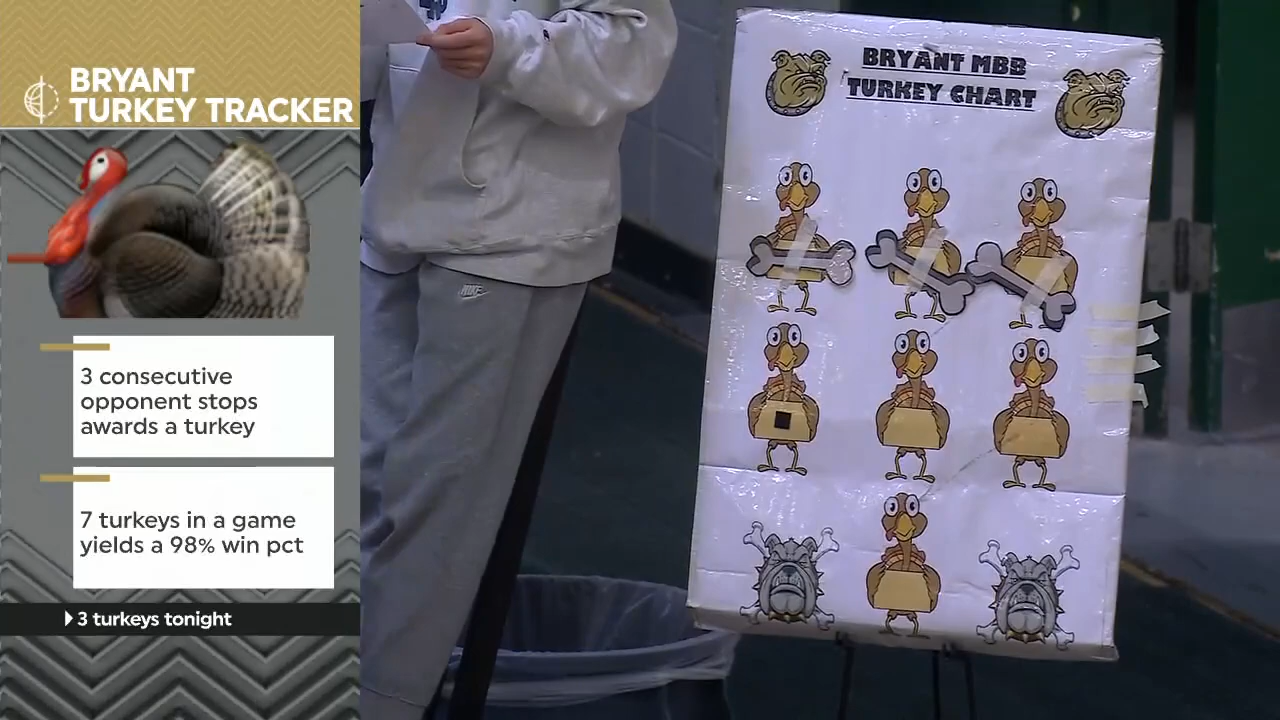 BRYANT
TURKEY TRACKER
3 consecutive
opponent stops
awards a turkey
7 turkeys in a game
yields a 98% win pct
3 turkeys tonight
BRYANT MBB
TURKEY CHART
NIKE